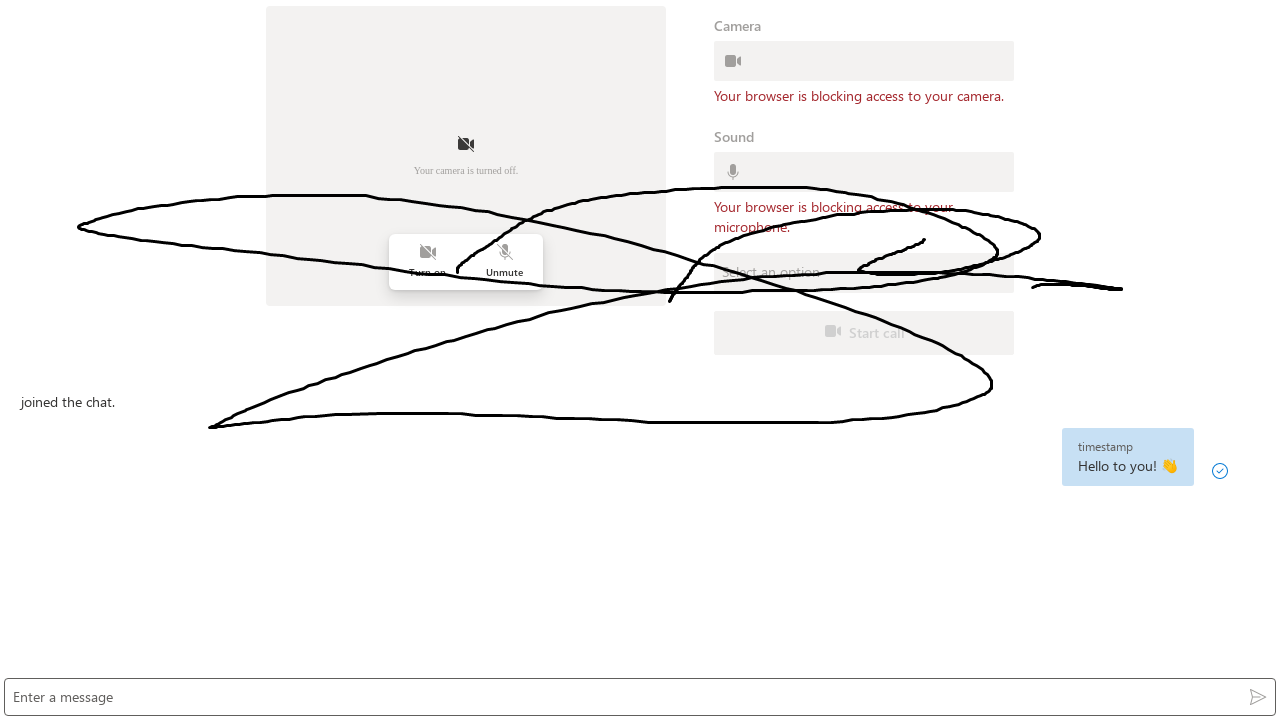 Camera
Your browser is blocking access to your camera.
Your camera is turned off.
Sound
Your browser is blocking access to your
microphone.
Turn on
Unmute
Select an option
Start call
joined the chat.
timestamp
Hello to you! 👋
Enter a message